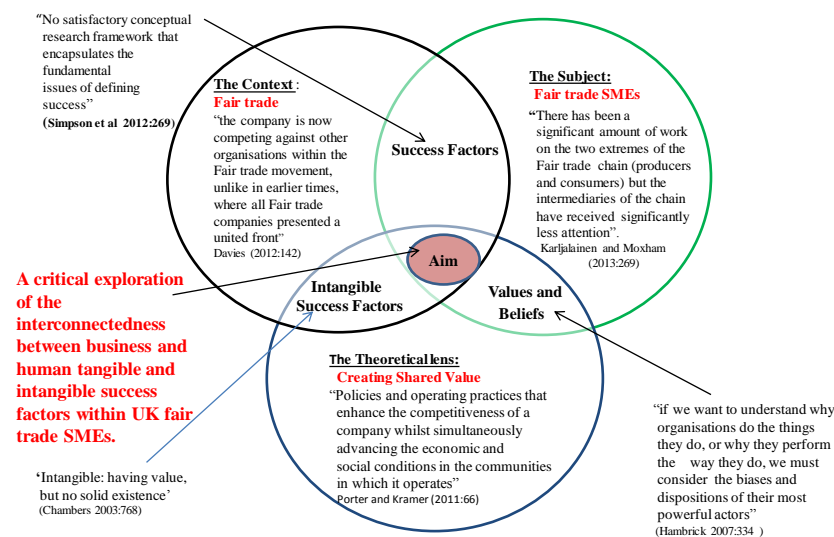 “No satisfactory conceptual
research framework that
encapsulates the
fundamental
issues of defining
success”
(Simpson et al 2012:269)
The Context:
Fair trade
“the company is now
competing against other
organisations within the
Fair trade movement,
unlike in earlier times,
where all Fair trade
companies presented a
united front”
Davies (2012:142)
The Subject:
Fair trade SMEs
“There has been a
significant amount of work
on the two extremes of the
Fair trade chain (producers
and consumers) but the
intermediaries of the chain
have received significantly
less attention”.
Karljalainen and Moxham
(2013:269)
Success Factors
Aim
Intangible
Success Factors
Values and
Beliefs
A critical exploration
of the
interconnectedness
between business and
human tangible and
intangible success
factors within UK fair
trade SMEs.
The Theoretical lens:
Creating Shared Value
“Policies and operating practices that
enhance the competitiveness of a
company whilst simultaneously
advancing the economic and
social conditions in the communities
in which it operates”
Porter and Kramer (2011:66)
‘Intangible: having value,
but no solid existence’
(Chambers 2003:768)
“if we want to understand why
organisations do the things
they do, or why they perform
the way they do, we must
consider the biases and
dispositions of their most
powerful actors”
(Hambrick 2007:334 )